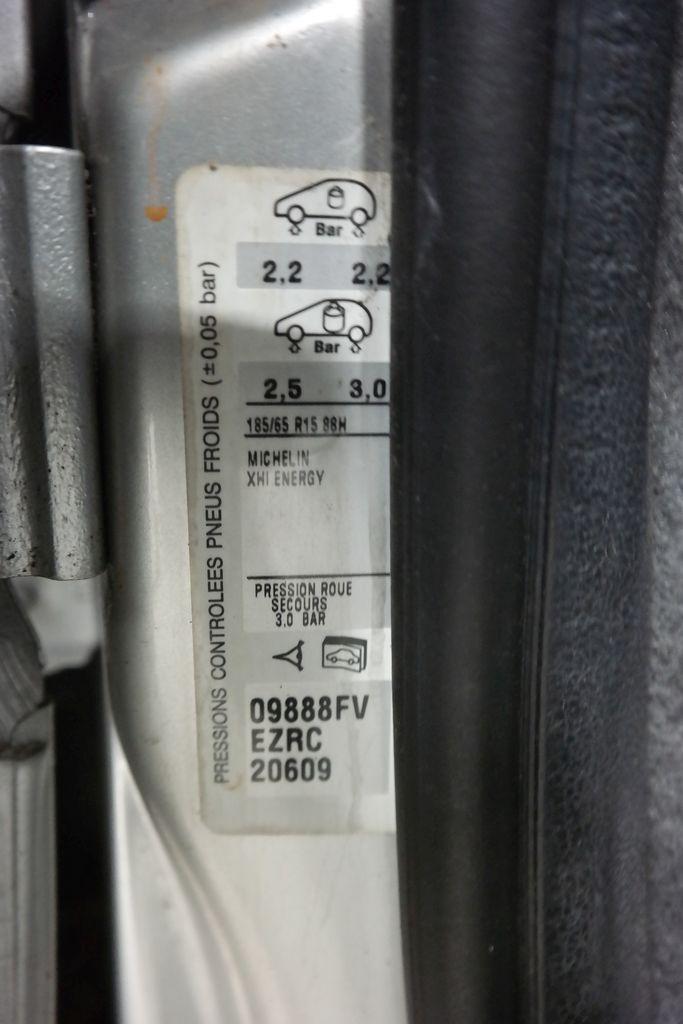 Bar
2,2 2,2
Bar
2,5 3,0
185/65 R15 88H
MICHELIN
XH1 ENERGY
PRESSION ROUE
SECOURS
3.0 BAR
09888FV
EZRC
20609
PRESSIONS CONTROLEES PNEUS FROIDS (±0,05 bar)